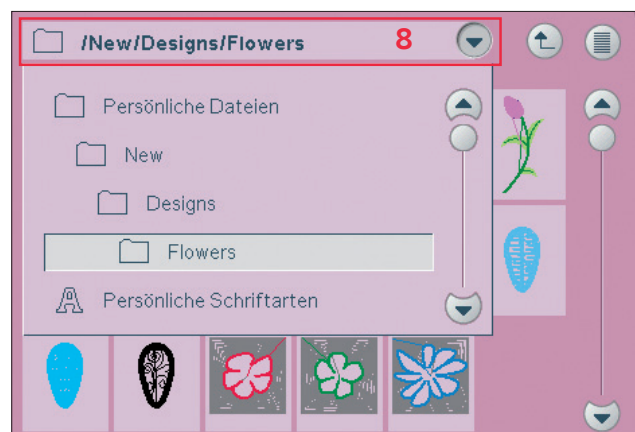 /New/Designs/Flowers 8
Persönliche Dateien
New
Designs
Flowers
Persönliche Schriftarten